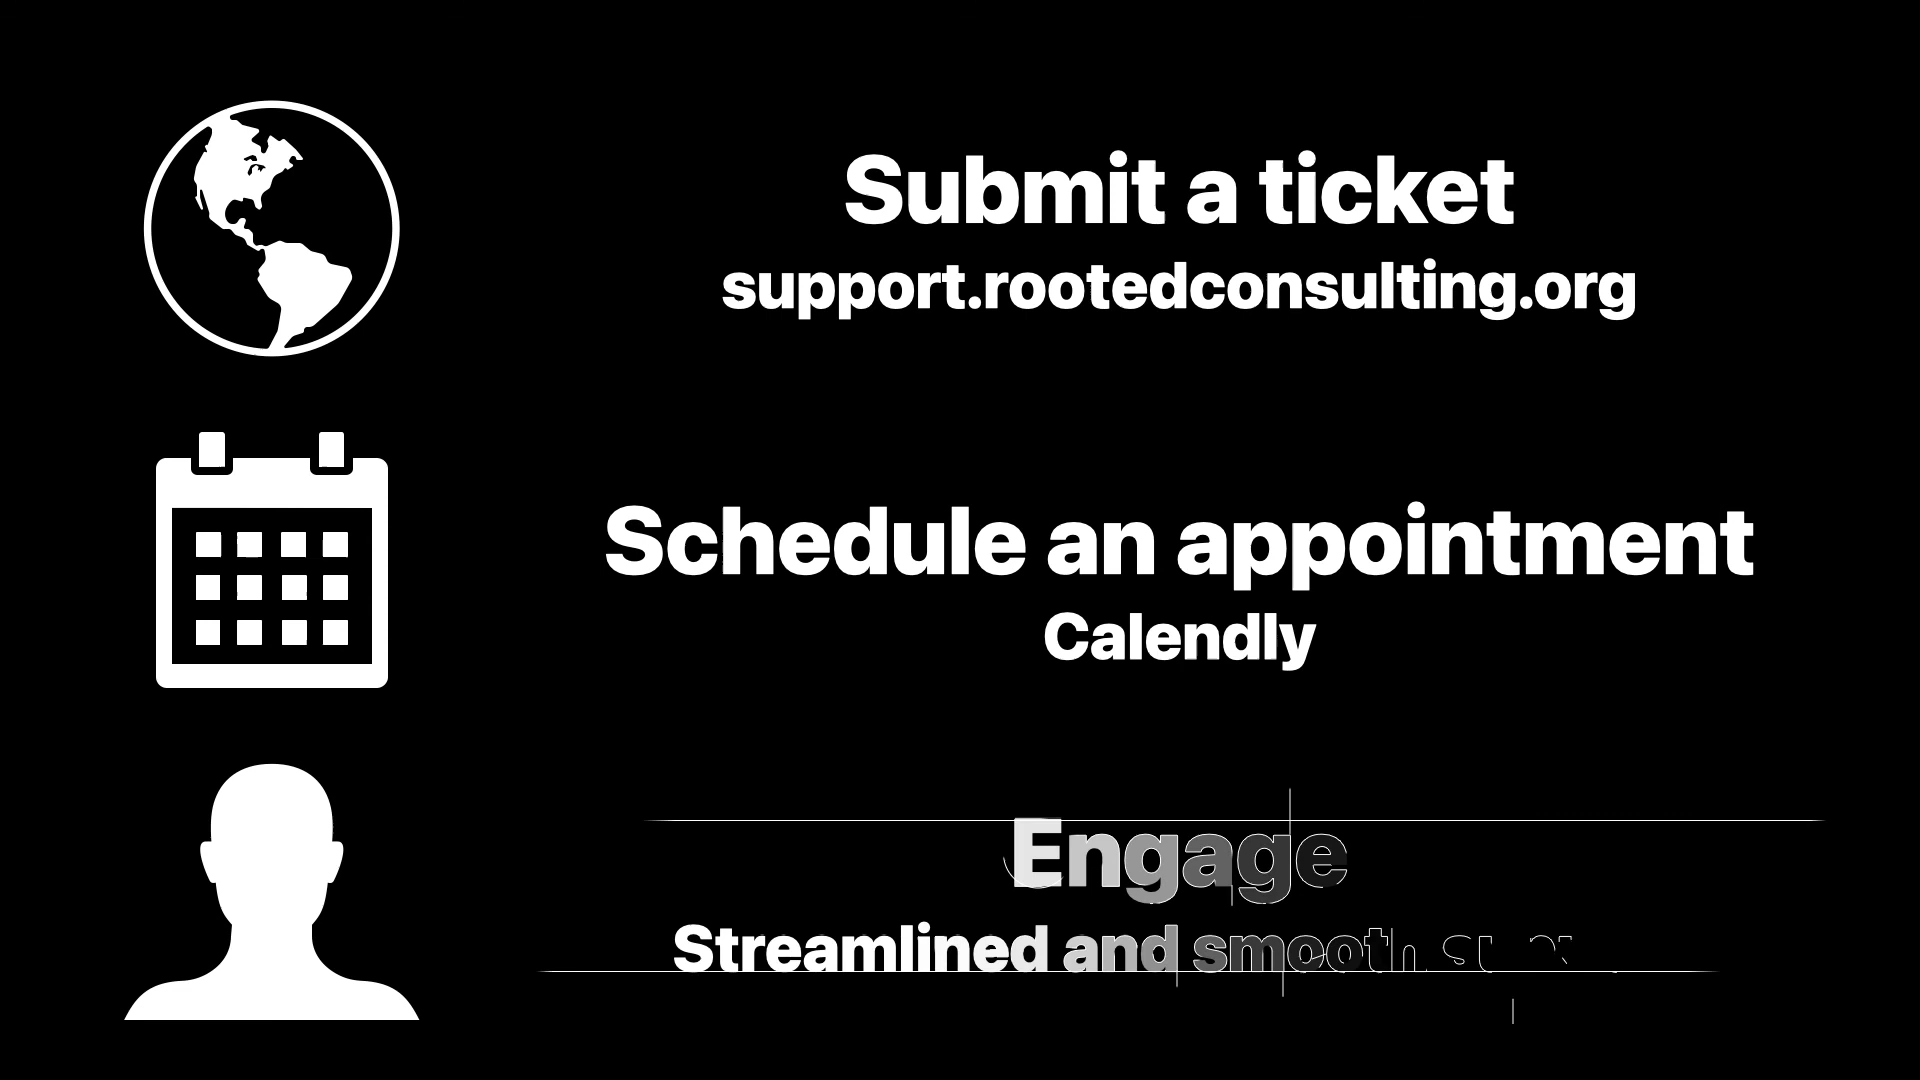 Submit a ticket
support.rootedconsulting.org
Schedule an appointment
Calendly
Engage
Streamlined and smooth